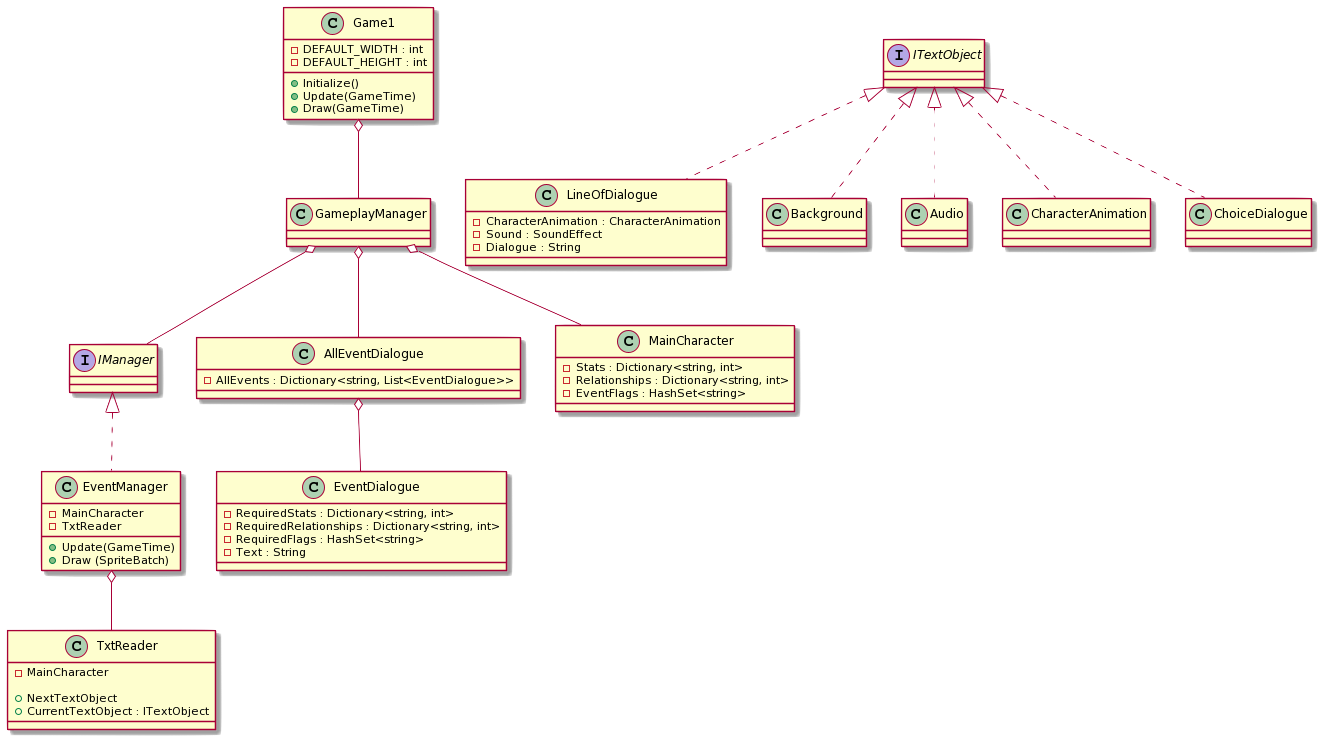 C Game1
DEFAULT_WIDTH : int
DEFAULT_HEIGHT : int
Initialize()
Update(GameTime)
Draw(GameTime)
I ITextObject
C GameplayManager
C LineOfDialogue
CharacterAnimation : CharacterAnimation
Sound : SoundEffect
Dialogue : String
C Background
C Audio
C CharacterAnimation
C ChoiceDialogue
I IManager
C AllEventDialogue
AllEvents : Dictionary<string, List<EventDialogue>>
C MainCharacter
Stats : Dictionary<string, int>
Relationships : Dictionary<string, int>
EventFlags : HashSet<string>
C EventManager
MainCharacter
TxtReader
Update(GameTime)
Draw (SpriteBatch)
C EventDialogue
RequiredStats : Dictionary<string, int>
RequiredRelationships : Dictionary<string, int>
RequiredFlags : HashSet<string>
Text : String
C TxtReader
MainCharacter
NextTextObject
CurrentTextObject : ITextObject